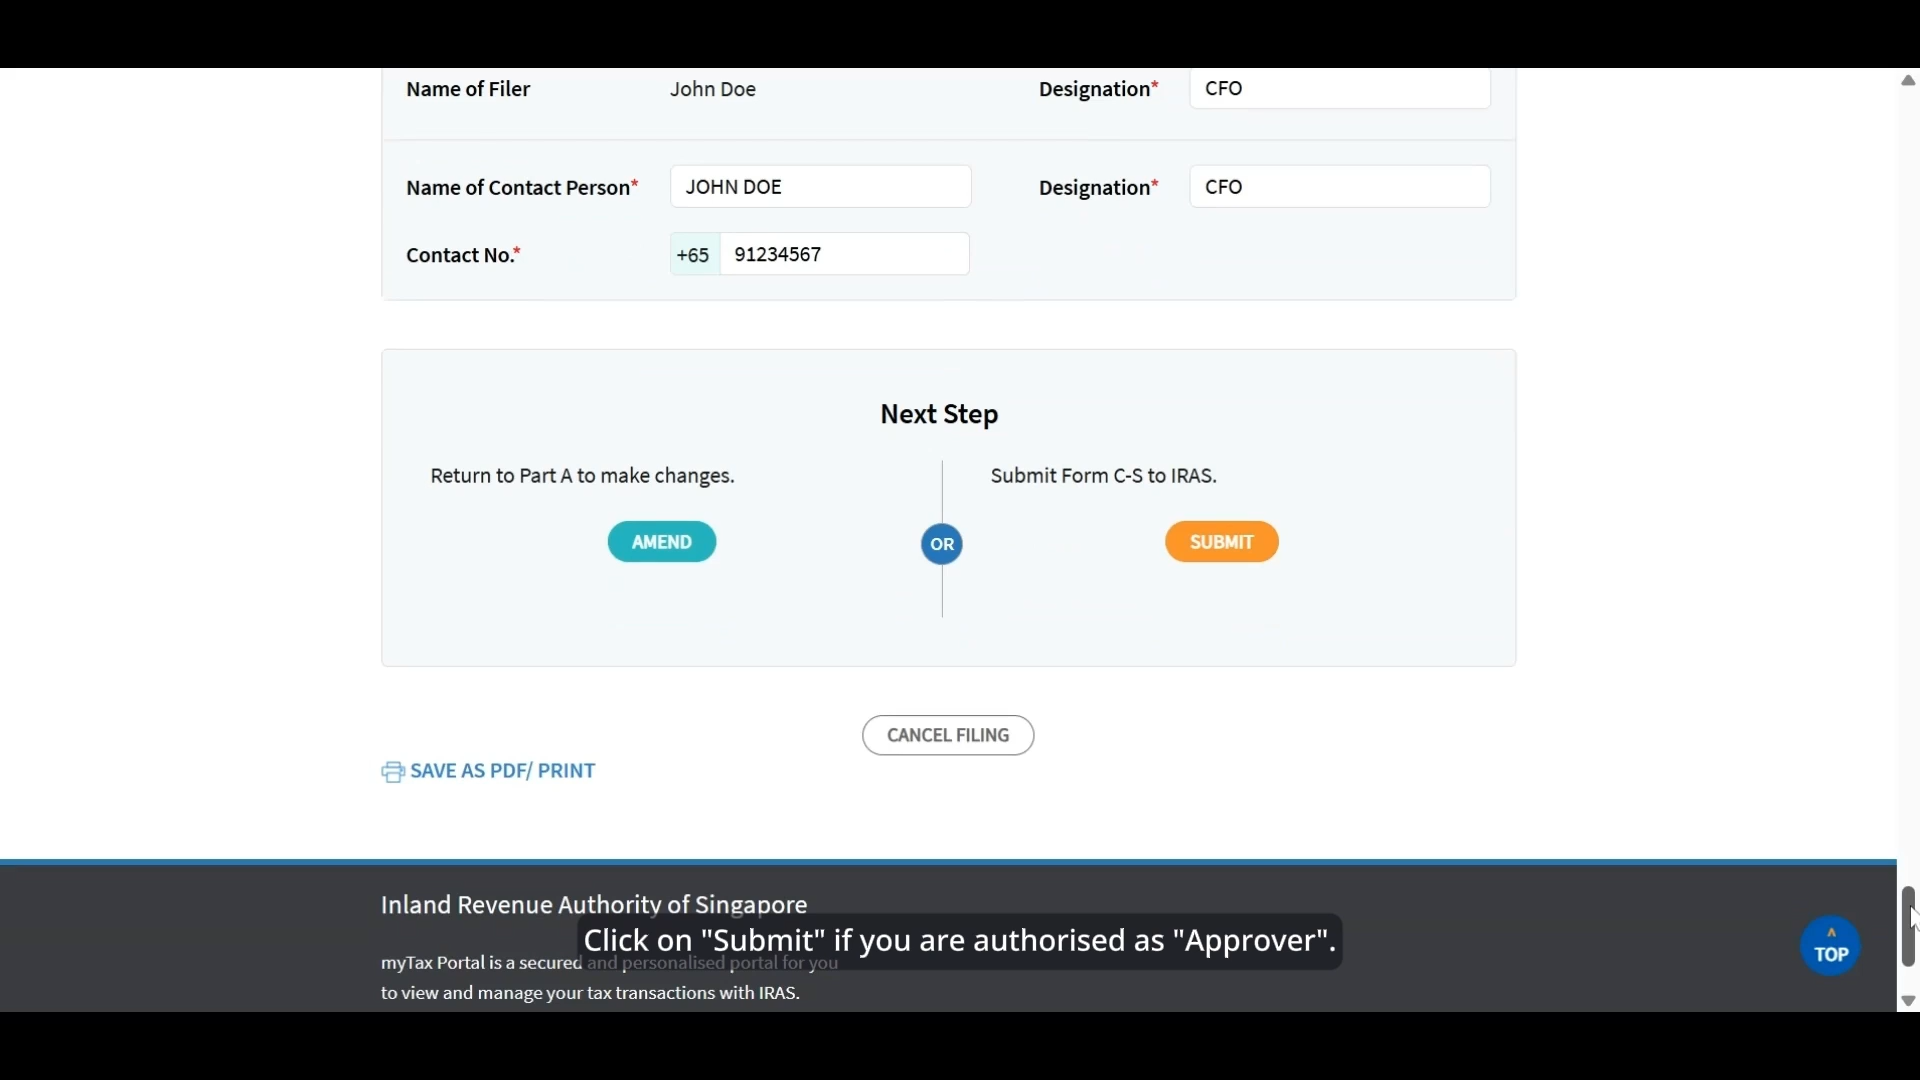 Name of Filer John Doe Designation* CFO
Name of Contact Person* JOHN DOE Designation* CFO
Contact No.* +65 91234567
Next Step
Return to Part A to make changes.
AMEND
OR
Submit Form C-S to IRAS.
SUBMIT
CANCEL FILING
SAVE AS PDF/ PRINT
Inland Revenue Authority of Singapore
Click on "Submit" if you are authorised as "Approver".
myTax Portal is a secured and personalised portal for you
to view and manage your tax transactions with IRAS.
TOP